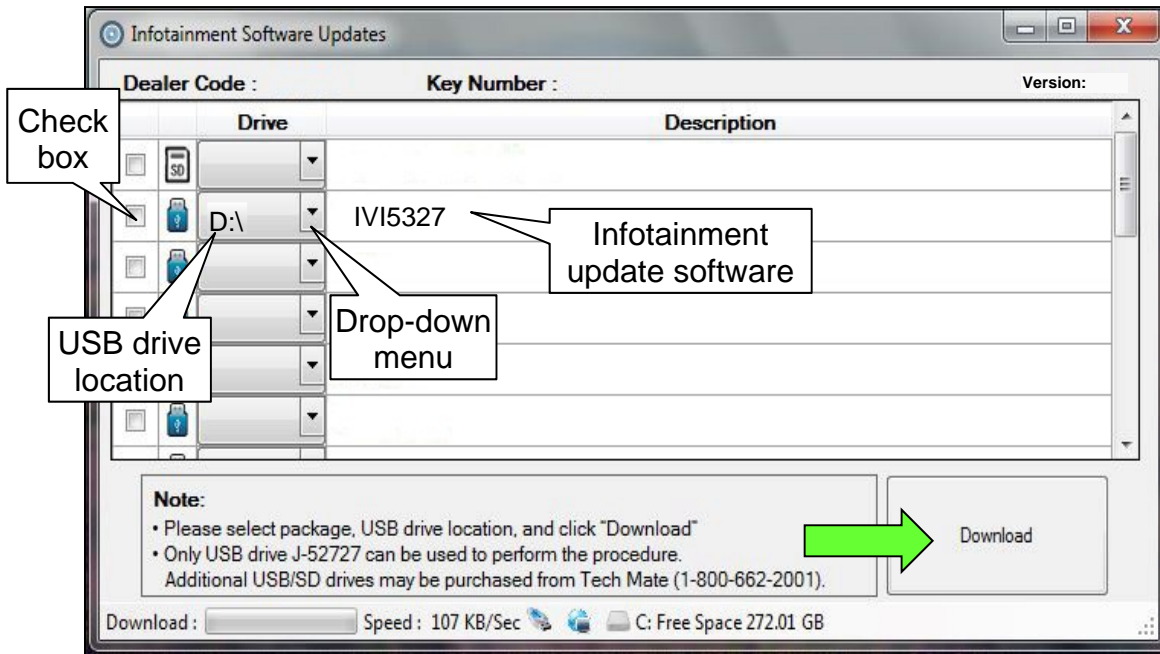 Infotainment Software Updates
Dealer Code :
Key Number :
Version:
Check
box
Drive
Description
SD
D:\
IVI5327
Infotainment
update software
USB drive
location
Drop-down
menu
Note:
• Please select package, USB drive location, and click "Download"
• Only USB drive J-52727 can be used to perform the procedure.
Additional USB/SD drives may be purchased from Tech Mate (1-800-662-2001).
Download
Download :
Speed : 107 KB/Sec
C: Free Space 272.01 GB